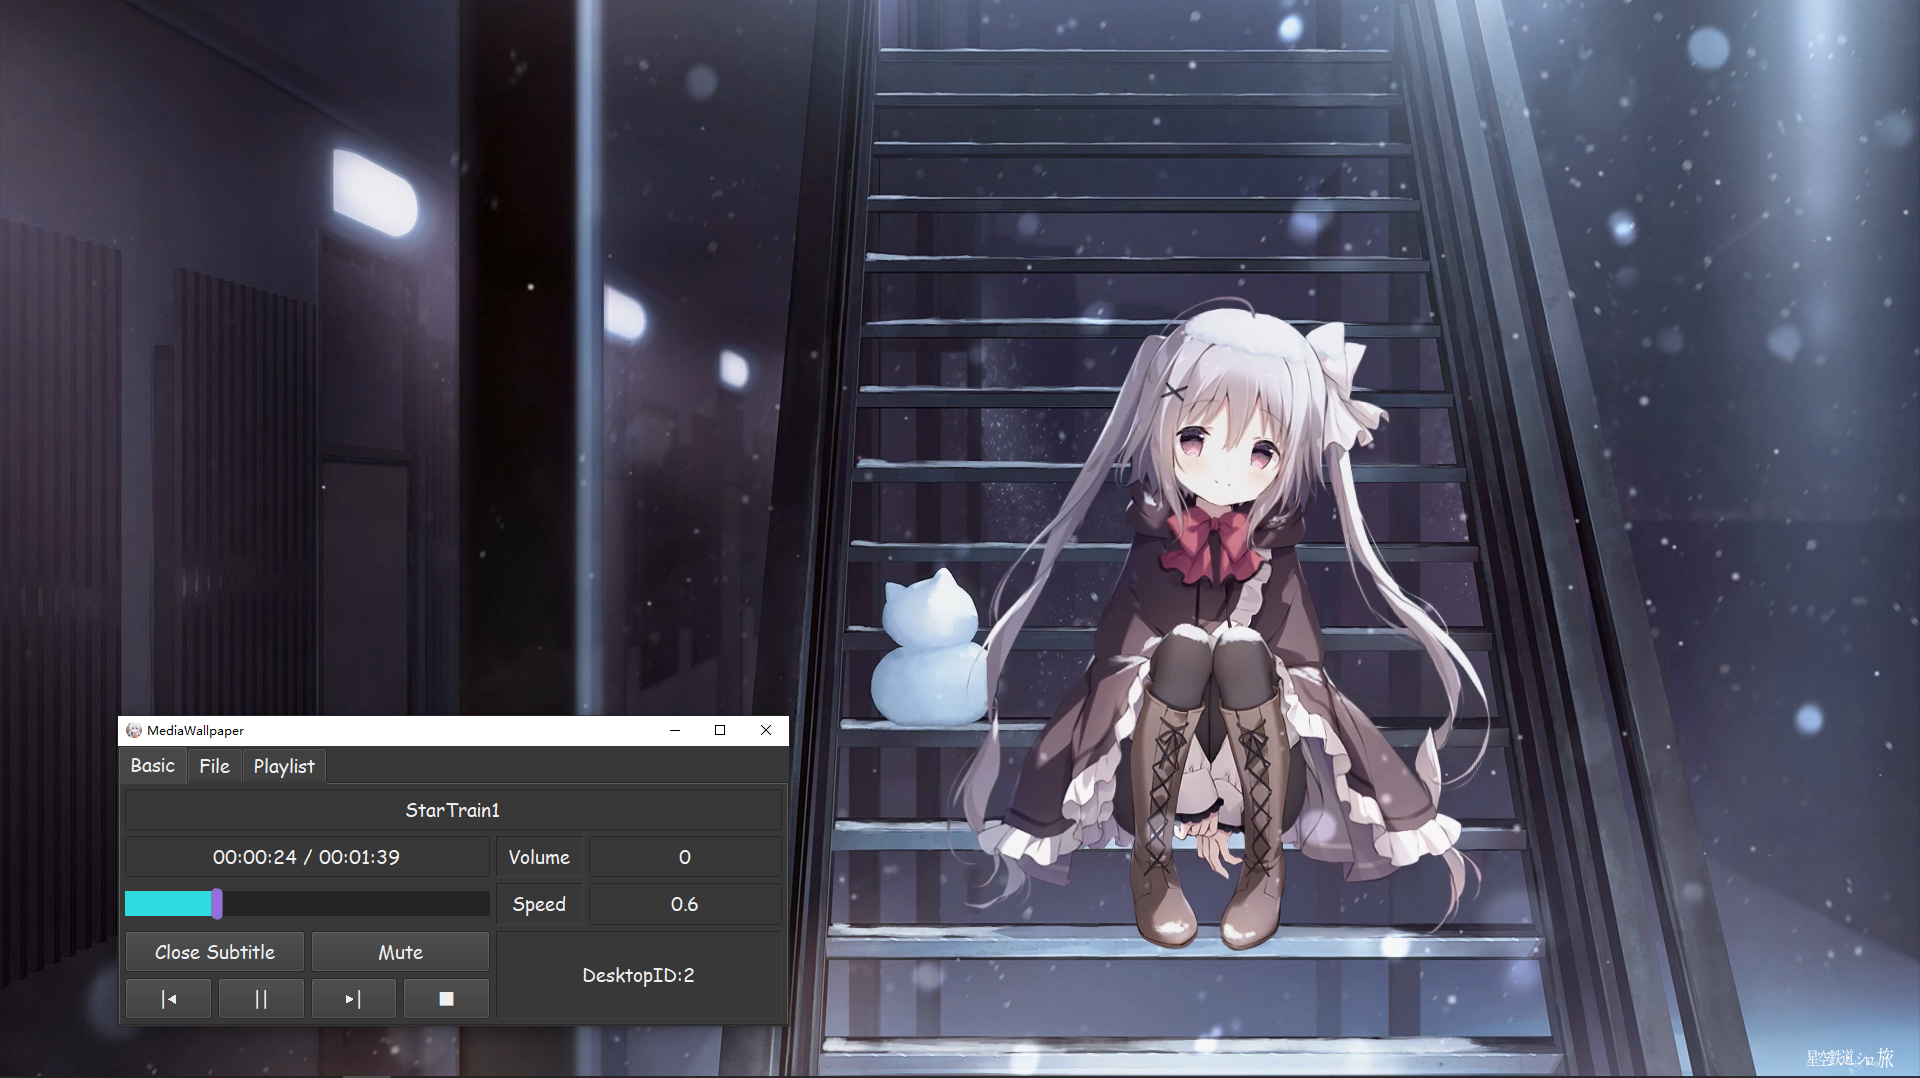 MediaWallpaper
Basic File Playlist
StarTrain1
00:00:24 / 00:01:39 Volume 0
Speed 0.6
Close Subtitle Mute
DesktopID:2
星空鉄道とシロの旅